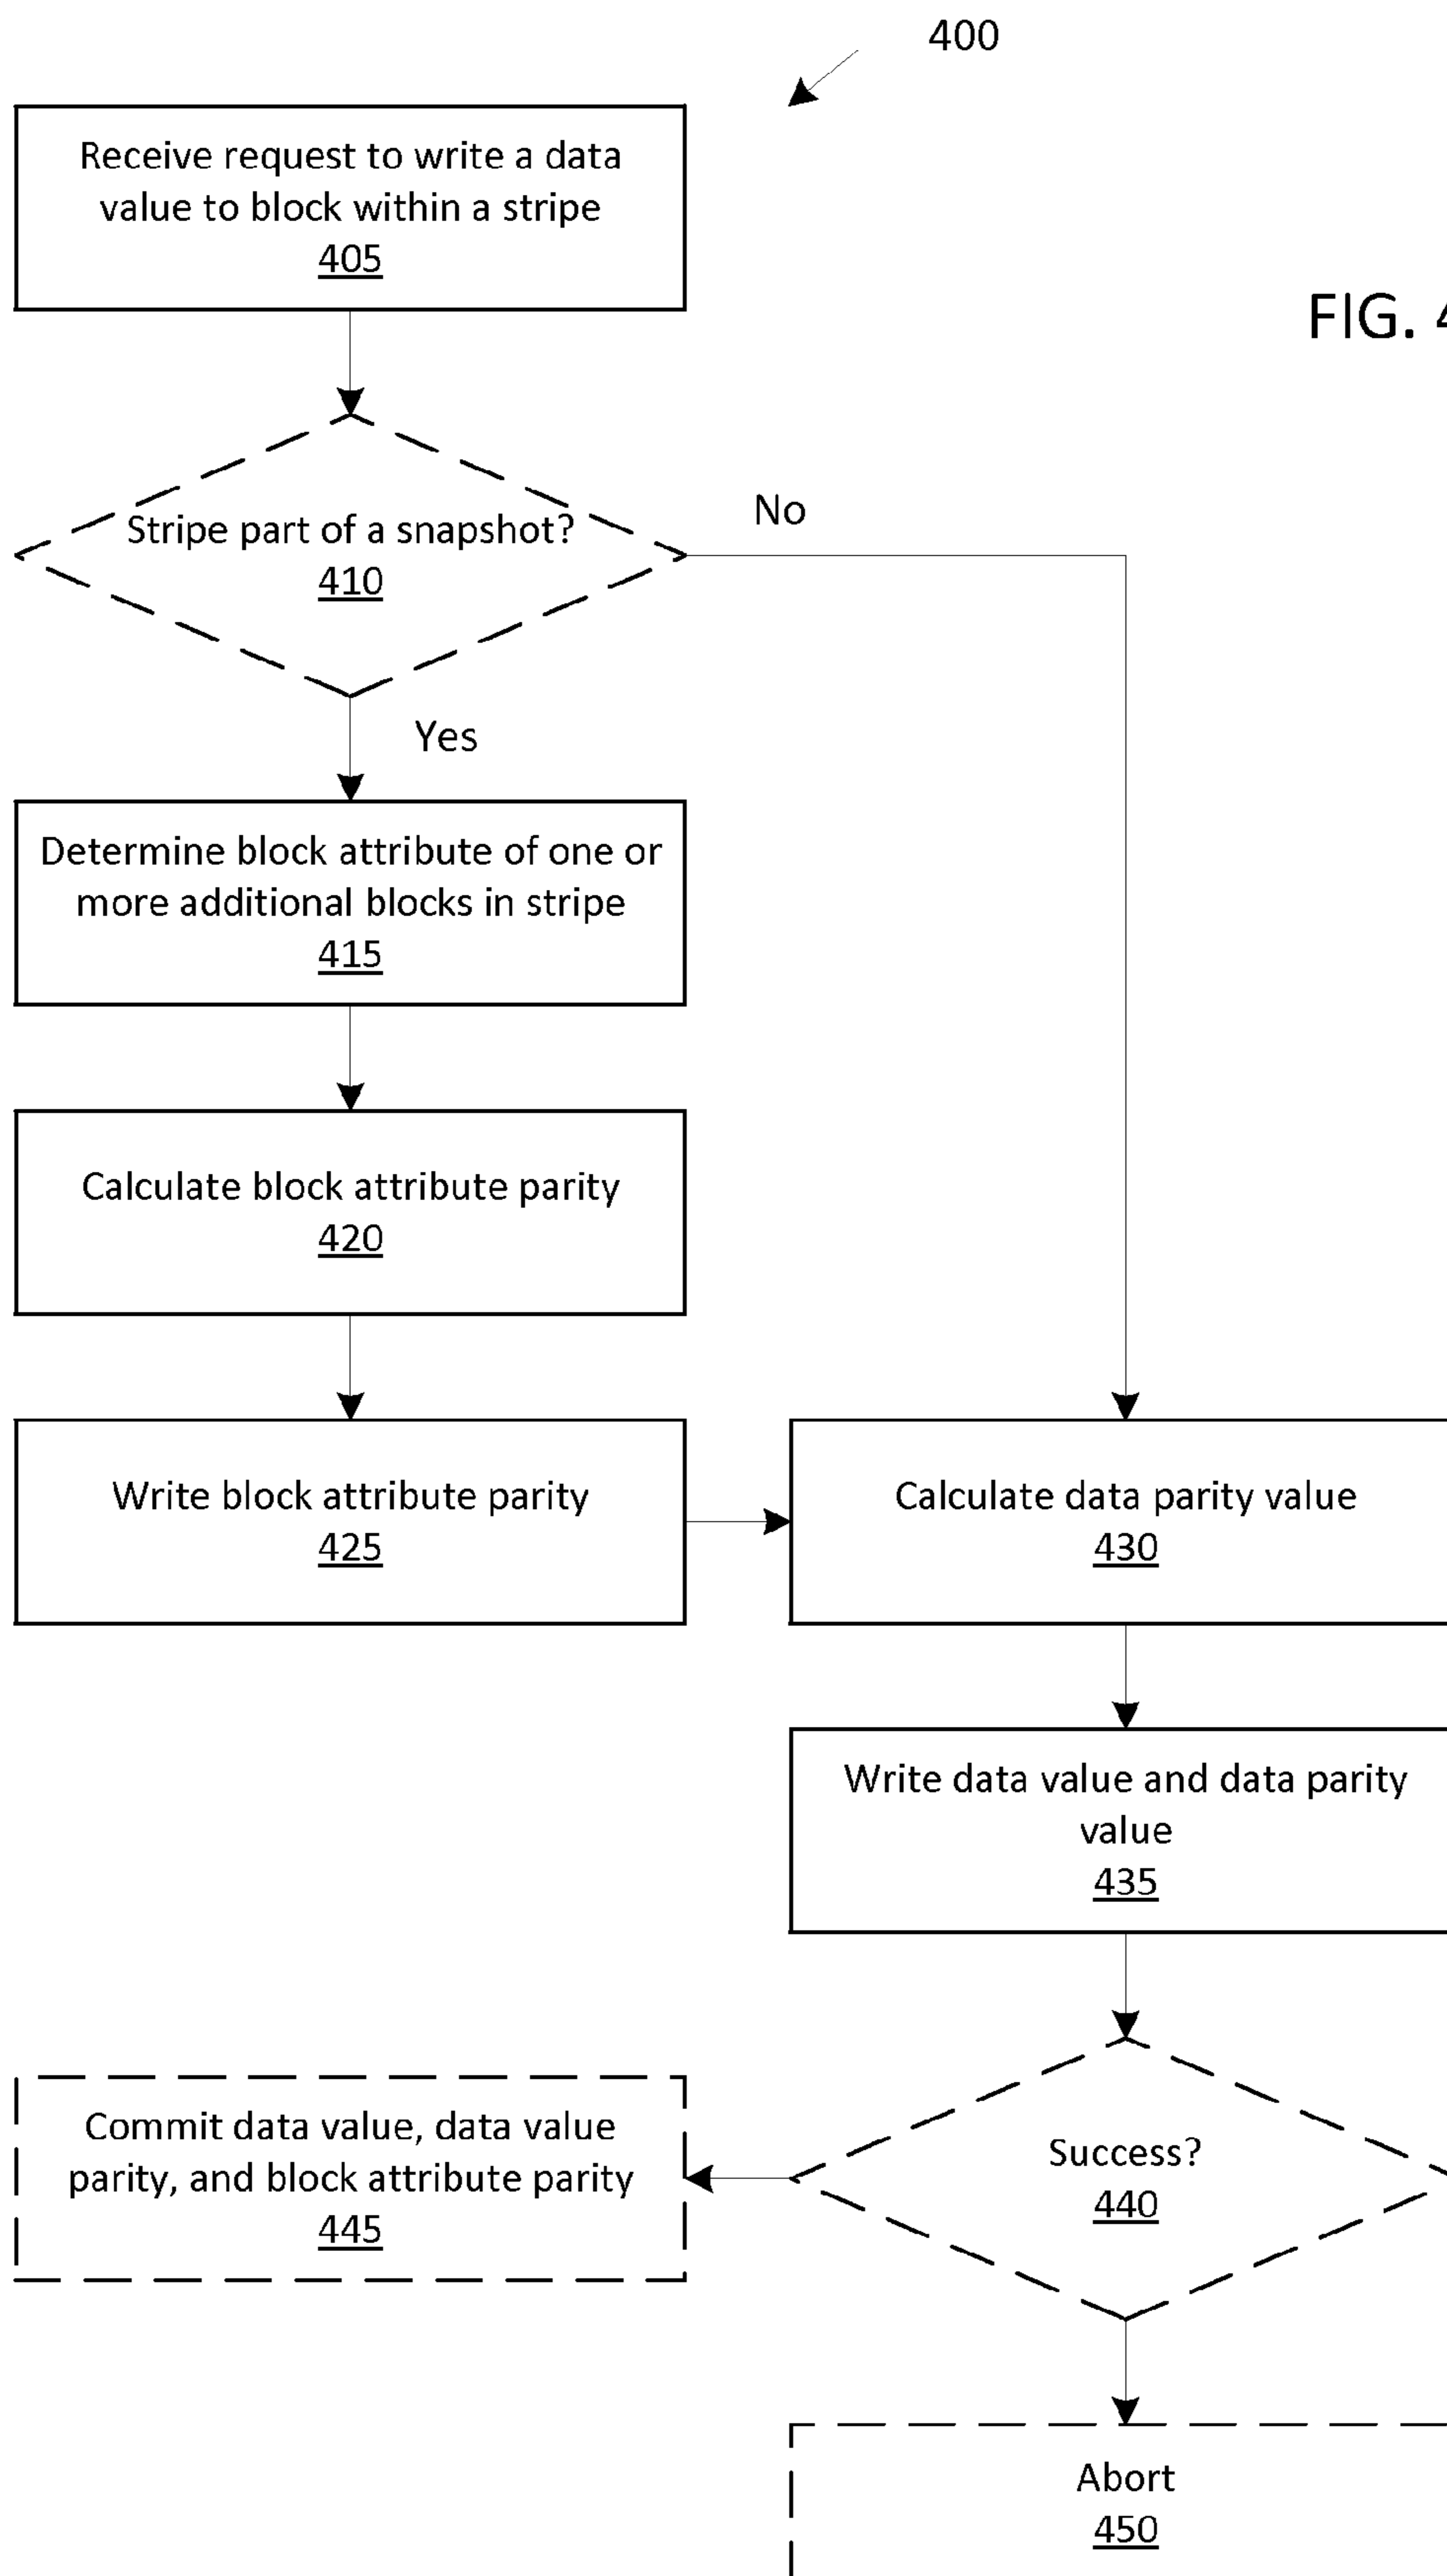 400
Receive request to write a data
value to block within a stripe
405
FIG. 4
No
Stripe part of a snapshot?
410
Yes
Determine block attribute of one or
more additional blocks in stripe
415
Calculate block attribute parity
420
Write block attribute parity
425
Calculate data parity value
430
Write data value and data parity
value
435
Commit data value, data value
parity, and block attribute parity
445
Success?
440
Abort
450